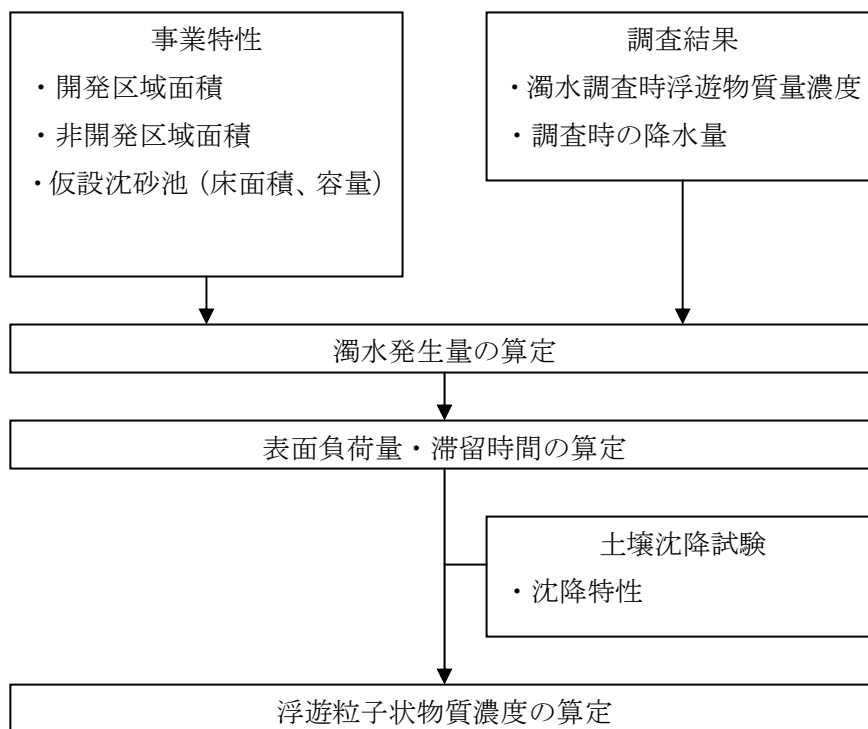 事業特性
・開発区域面積
・非開発区域面積
・仮設沈砂池（床面積、容量）
調査結果
・濁水調査時浮遊物質量濃度
・調査時の降水量
濁水発生量の算定
表面負荷量・滞留時間の算定
土壌沈降試験
・沈降特性
浮遊粒子状物質濃度の算定